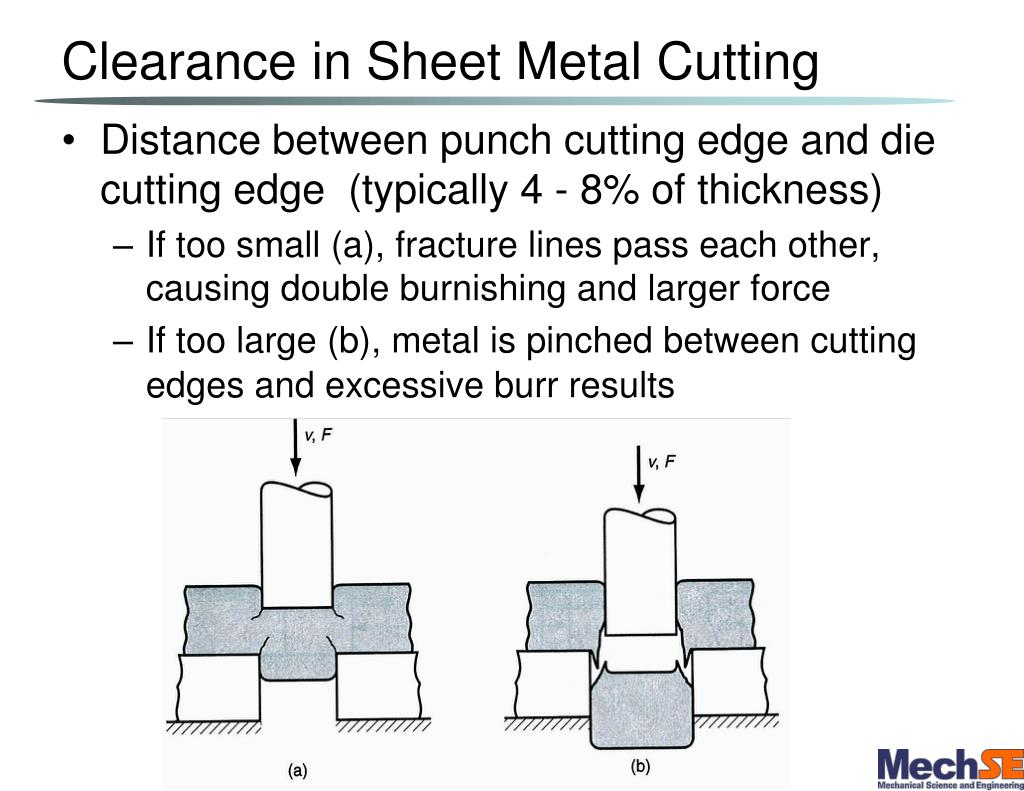 Clearance in Sheet Metal Cutting
• Distance between punch cutting edge and die
cutting edge  (typically 4 - 8% of thickness)
– If too small (a), fracture lines pass each other,
causing double burnishing and larger force
– If too large (b), metal is pinched between cutting
edges and excessive burr results
v, F
v, F
(a)
(b)
MechSE
Mechanical Science and Engineering